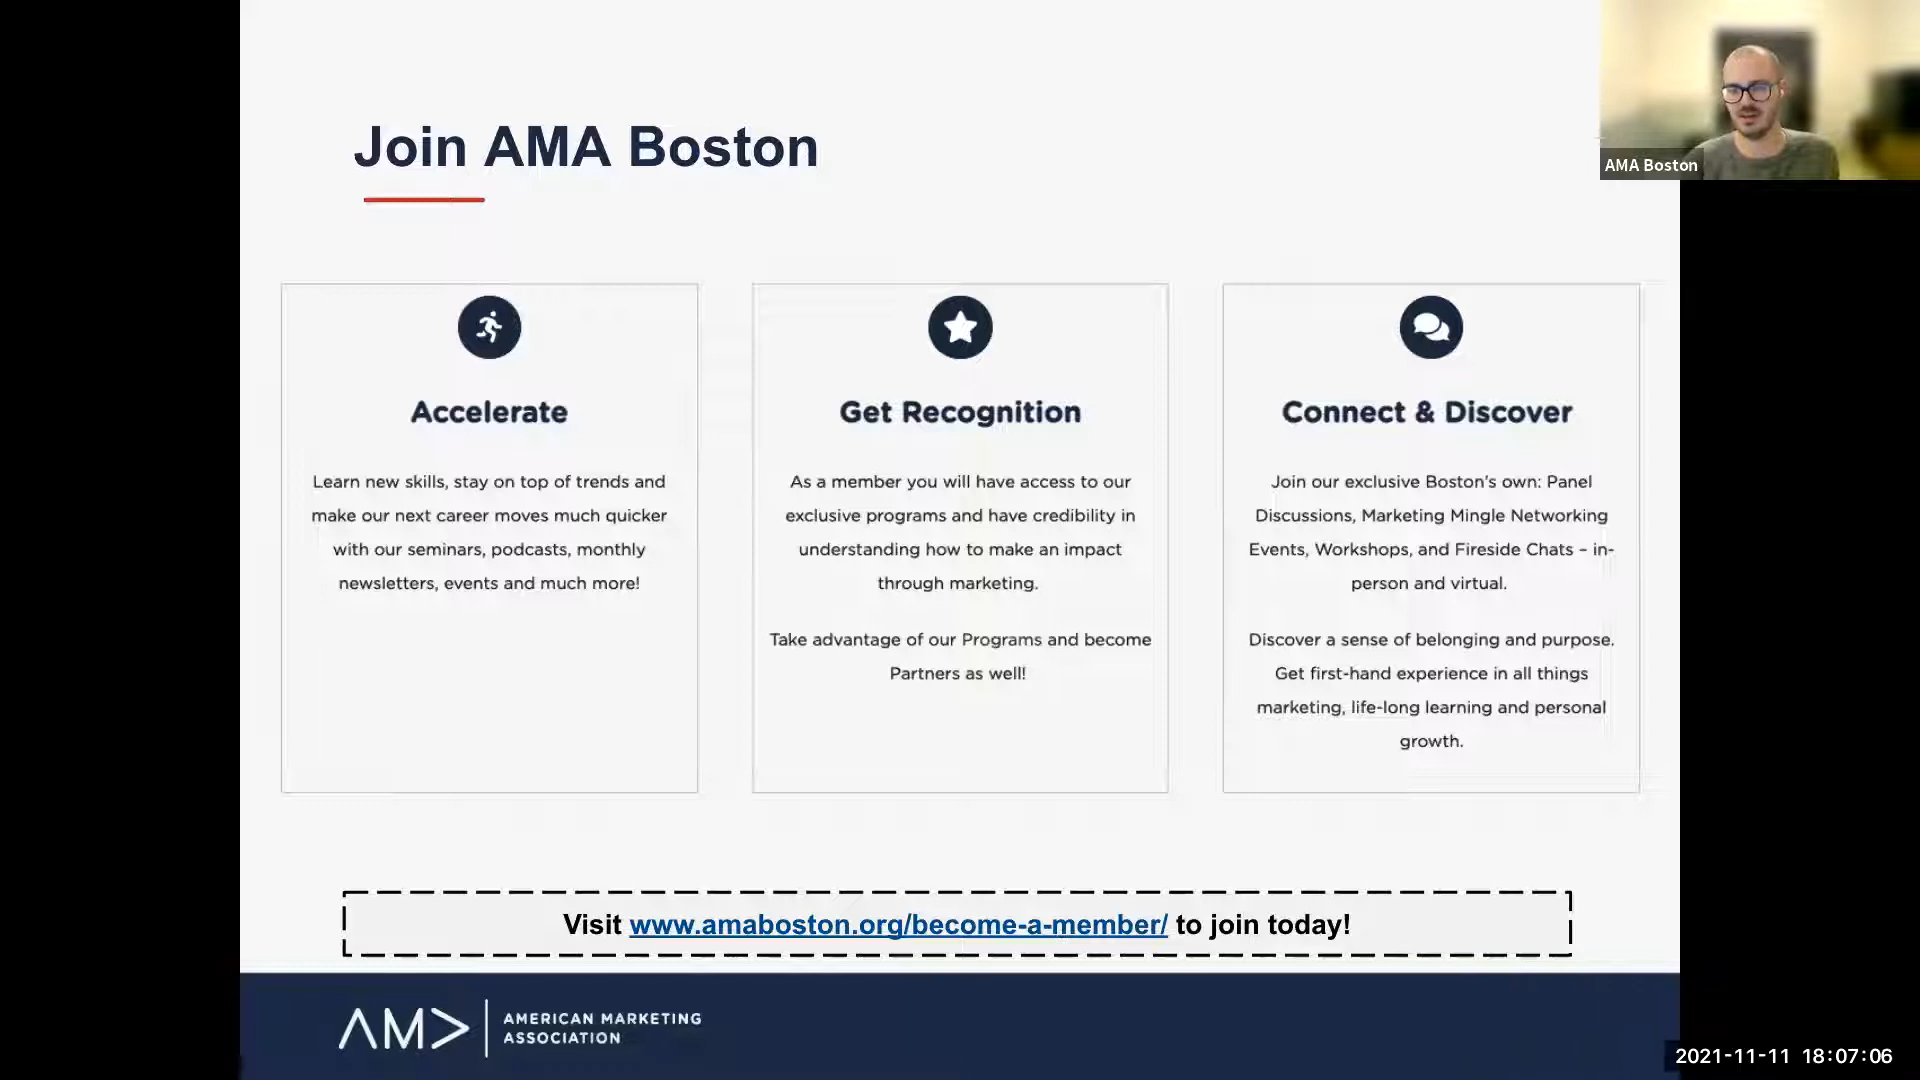 Join AMA Boston
AMA Boston
Accelerate
Learn new skills, stay on top of trends and
make our next career moves much quicker
with our seminars, podcasts, monthly
newsletters, events and much more!
Get Recognition
As a member you will have access to our
exclusive programs and have credibility in
understanding how to make an impact
through marketing.
Take advantage of our Programs and become
Partners as well!
Connect & Discover
Join our exclusive Boston's own: Panel
Discussions, Marketing Mingle Networking
Events, Workshops, and Fireside Chats – in-
person and virtual.
Discover a sense of belonging and purpose.
Get first-hand experience in all things
marketing, life-long learning and personal
growth.
Visit www.amaboston.org/become-a-member/ to join today!
AMA
AMERICAN MARKETING
ASSOCIATION
2021-11-11 18:07:06